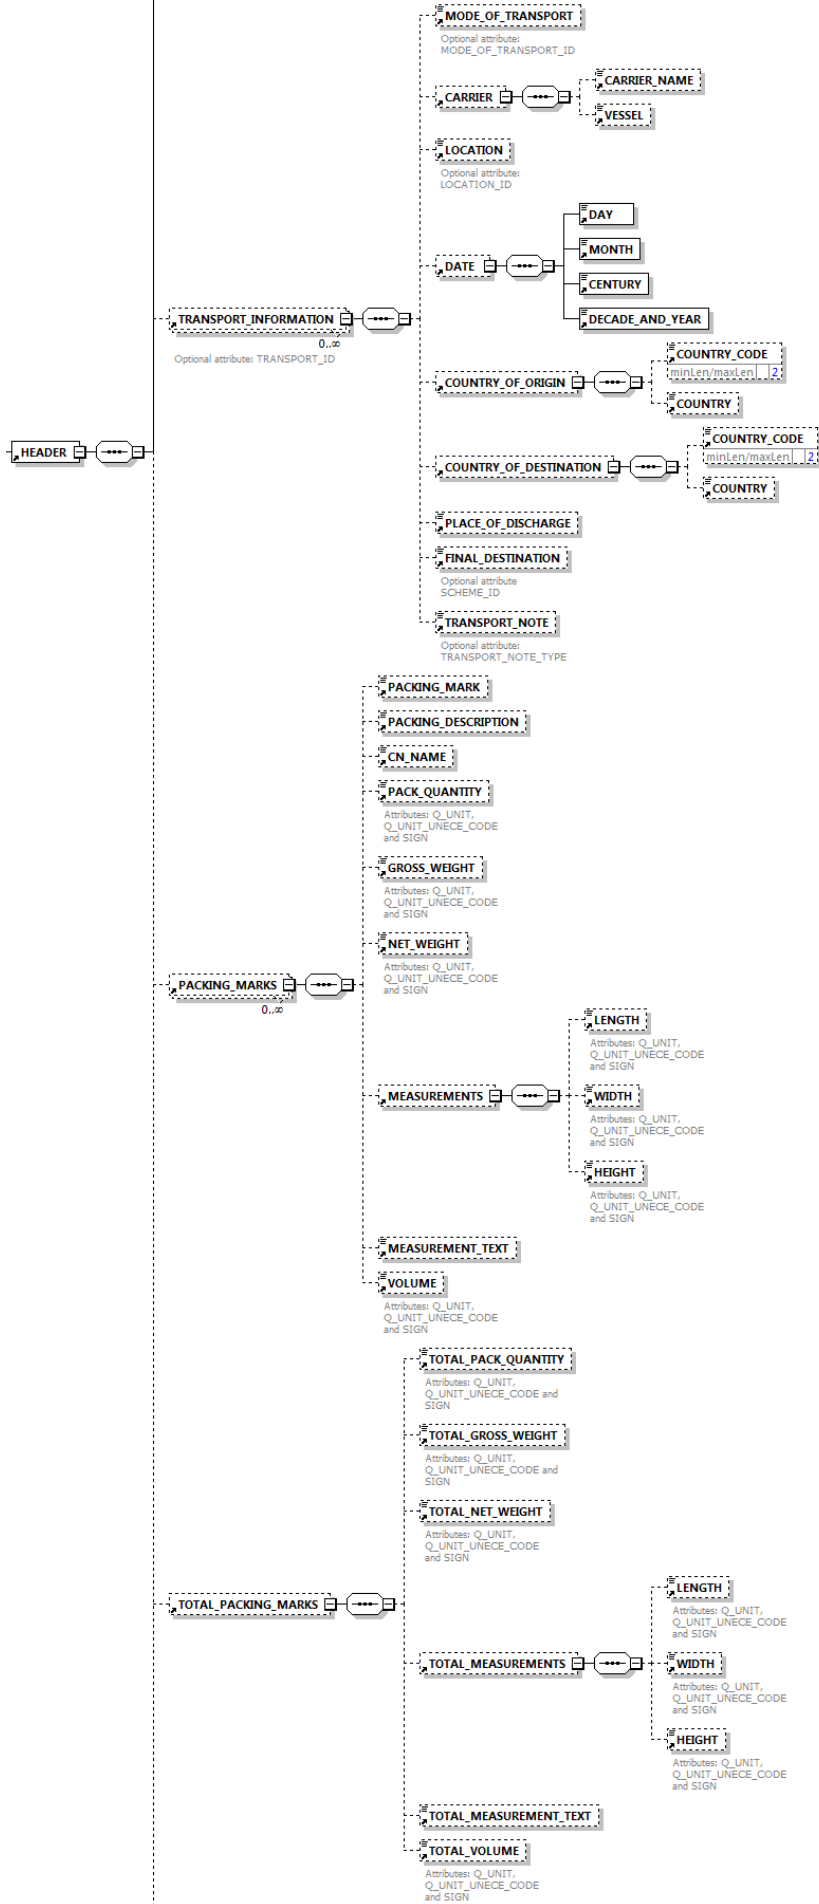 MODE_OF_TRANSPORT
Optional attribute:
MODE_OF_TRANSPORT_ID
CARRIER
CARRIER_NAME
VESSEL
LOCATION
Optional attribute:
LOCATION_ID
DATE
DAY
MONTH
CENTURY
DECADE_AND_YEAR
TRANSPORT_INFORMATION
0..∞
Optional attribute: TRANSPORT_ID
COUNTRY_OF_ORIGIN
COUNTRY_CODE
minLen/maxLen 2
COUNTRY
HEADER
COUNTRY_OF_DESTINATION
COUNTRY_CODE
minLen/maxLen 2
COUNTRY
PLACE_OF_DISCHARGE
FINAL_DESTINATION
Optional attribute
SCHEME_ID
TRANSPORT_NOTE
Optional attribute:
TRANSPORT_NOTE_TYPE
PACKING_MARK
PACKING_DESCRIPTION
CN_NAME
PACK_QUANTITY
Attributes: Q_UNIT,
Q_UNIT_UNECE_CODE
and SIGN
GROSS_WEIGHT
Attributes: Q_UNIT,
Q_UNIT_UNECE_CODE
and SIGN
NET_WEIGHT
Attributes: Q_UNIT,
Q_UNIT_UNECE_CODE
and SIGN
PACKING_MARKS
0..∞
MEASUREMENTS
LENGTH
Attributes: Q_UNIT,
Q_UNIT_UNECE_CODE
and SIGN
WIDTH
Attributes: Q_UNIT,
Q_UNIT_UNECE_CODE
and SIGN
HEIGHT
Attributes: Q_UNIT,
Q_UNIT_UNECE_CODE
and SIGN
MEASUREMENT_TEXT
VOLUME
Attributes: Q_UNIT,
Q_UNIT_UNECE_CODE
and SIGN
TOTAL_PACK_QUANTITY
Attributes: Q_UNIT,
Q_UNIT_UNECE_CODE and
SIGN
TOTAL_GROSS_WEIGHT
Attributes: Q_UNIT,
Q_UNIT_UNECE_CODE and
SIGN
TOTAL_NET_WEIGHT
Attributes: Q_UNIT,
Q_UNIT_UNECE_CODE
and SIGN
TOTAL_PACKING_MARKS
TOTAL_MEASUREMENTS
LENGTH
Attributes: Q_UNIT,
Q_UNIT_UNECE_CODE
and SIGN
WIDTH
Attributes: Q_UNIT,
Q_UNIT_UNECE_CODE
and SIGN
HEIGHT
Attributes: Q_UNIT,
Q_UNIT_UNECE_CODE
and SIGN
TOTAL_MEASUREMENT_TEXT
TOTAL_VOLUME
Attributes: Q_UNIT,
Q_UNIT_UNECE_CODE
and SIGN